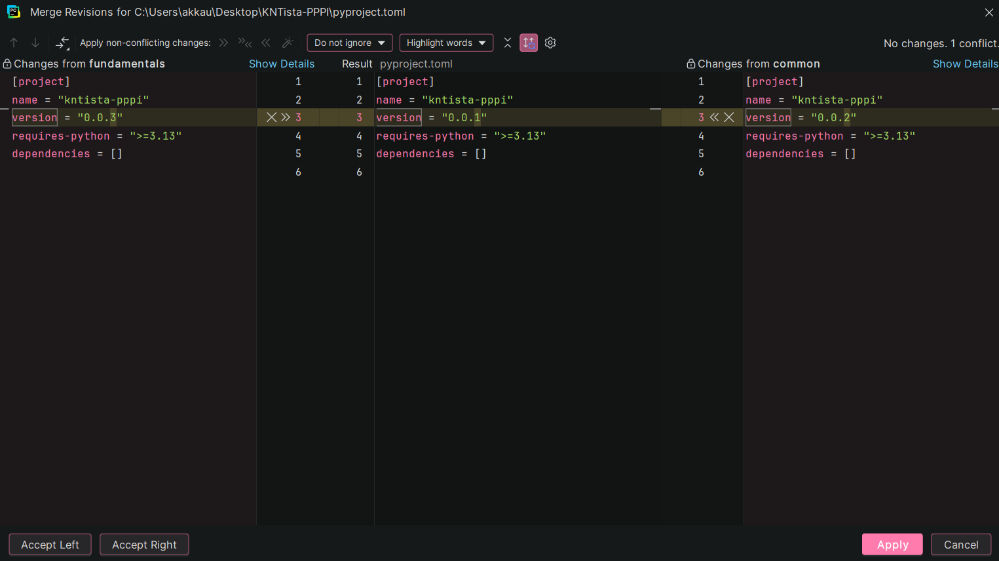 Merge Revisions for C:\Users\akkau\Desktop\KNTista-PPPI\pyproject.toml
Apply non-conflicting changes: Do not ignore Highlight words No changes. 1 conflict.
Changes from fundamentals Show Details Result pyproject.toml Changes from common Show Details
[project] 1 1 [project] 1 [project]
name = "kntista-pppi" 2 2 name = "kntista-pppi" 2 name = "kntista-pppi"
version = "0.0.3" 3 3 version = "0.0.1" 3 version = "0.0.2"
requires-python = ">=3.13" 4 4 requires-python = ">=3.13" 4 requires-python = ">=3.13"
dependencies = [] 5 5 dependencies = [] 5 dependencies = []
6 6 6
Accept Left Accept Right Apply Cancel